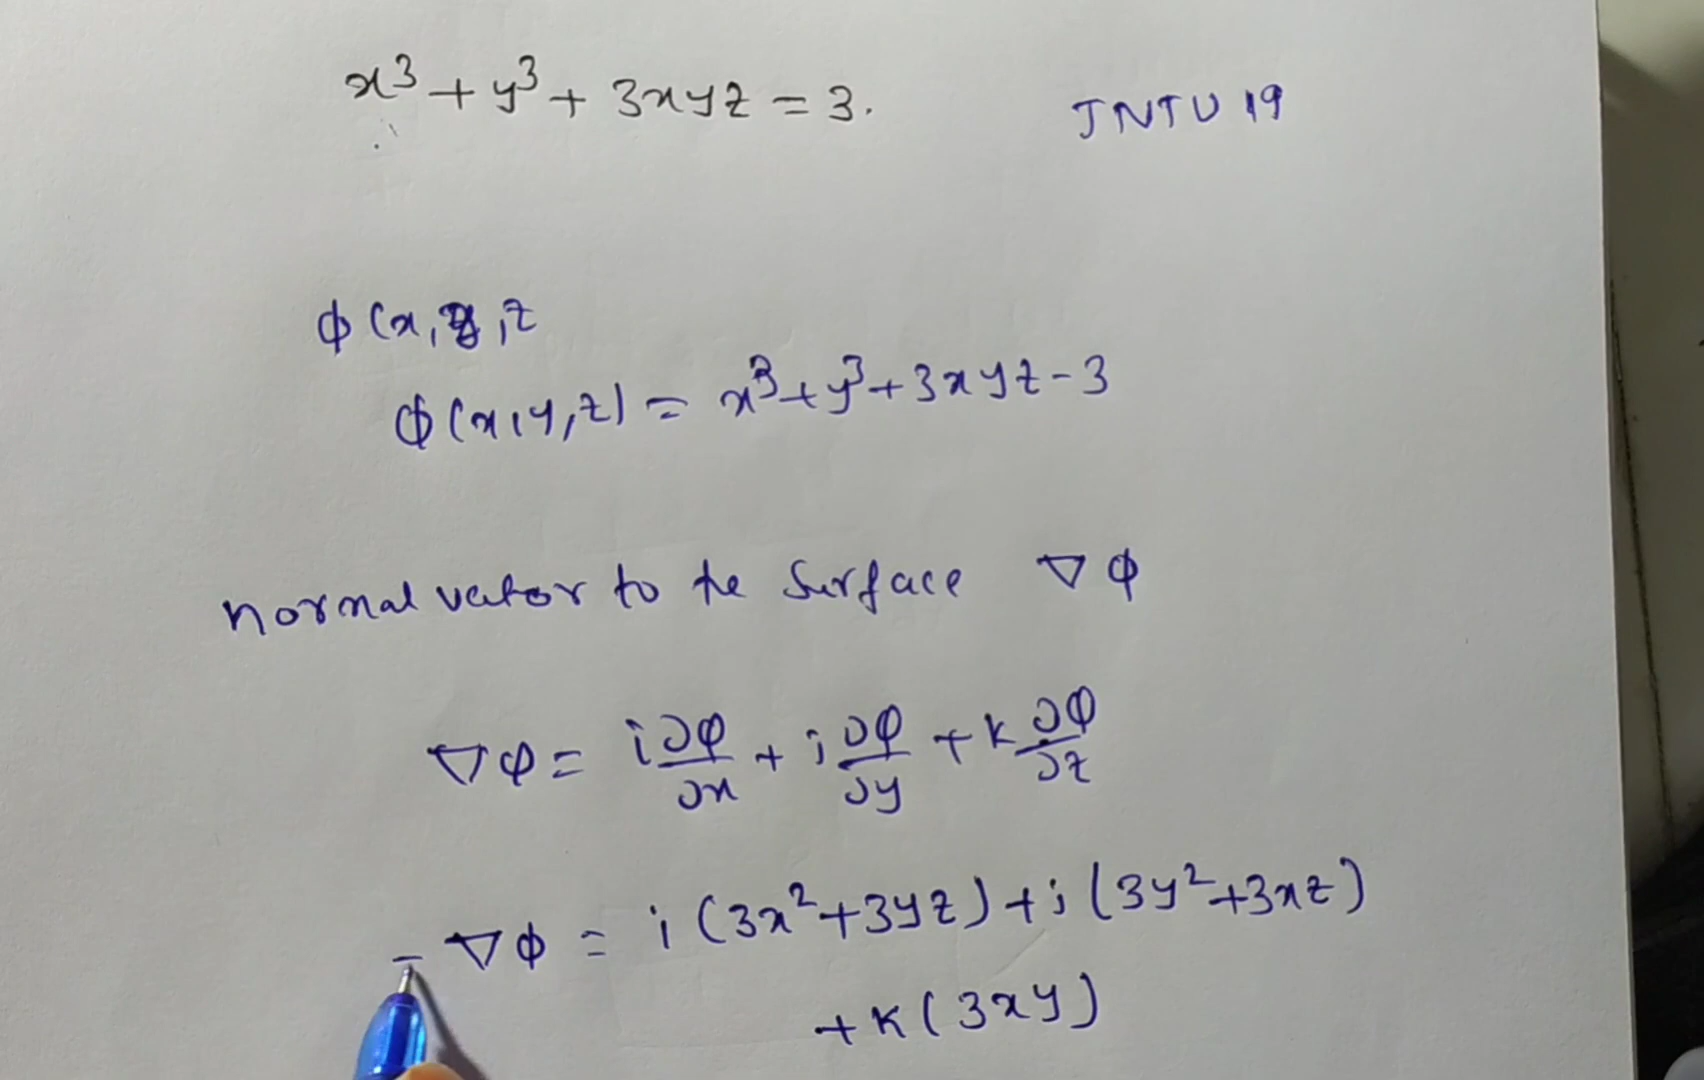 x³ + y³ + 3xyz = 3.
JNTU 19
ϕ (x, y, z
ϕ (x, y, z) = x³ + y³ + 3xyz - 3
normal vector to the Surface ∇ϕ
∇ϕ = i ∂ϕ/∂x + j ∂ϕ/∂y + k ∂ϕ/∂z
- ∇ϕ = i (3x² + 3yz) + j (3y² + 3xz)
+ k (3xy)